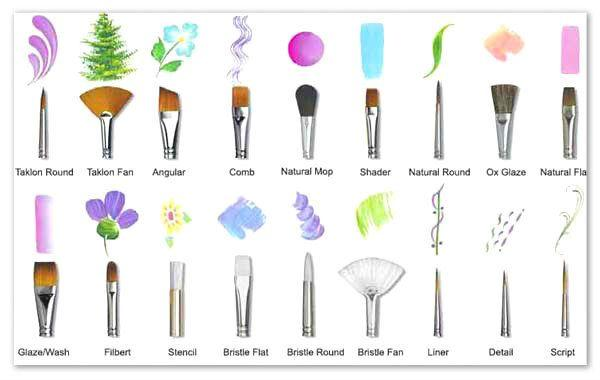 Taklon Round Taklon Fan Angular Comb Natural Mop Shader Natural Round Ox Glaze Natural Fla
Glaze/Wash Filbert Stencil Bristle Flat Bristle Round Bristle Fan Liner Detail Script